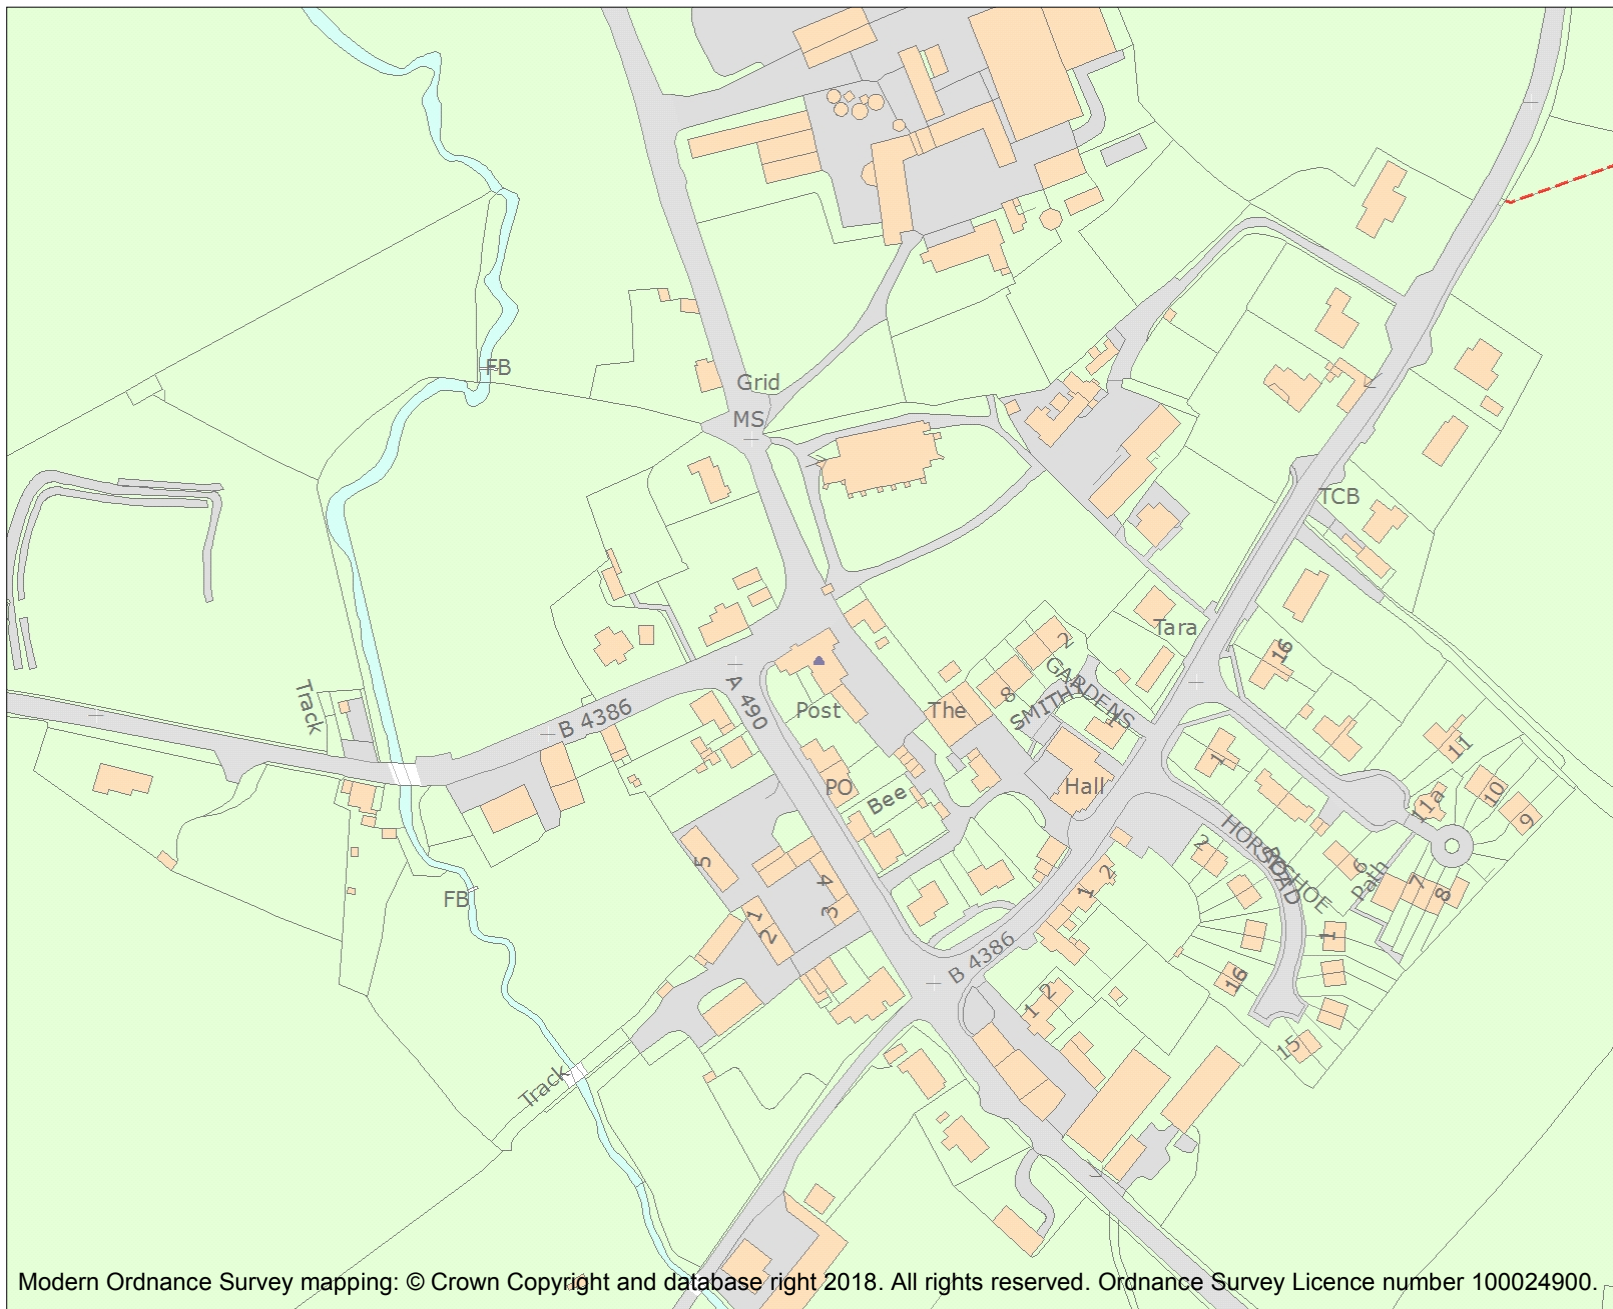 FB
Grid
MS
TCB
Tara
16
2
GARDENS
8
SMITHY
1
Track
B 4386
A 490
Post
The
11
1
PO
Bee
Hall
10
11a
9
HORSESHOE
ROAD
2
6
Path
7
8
5
4
3
1
2
1
2
FB
B 4386
1
16
1
2
15
Track
Modern Ordnance Survey mapping: © Crown Copyright and database right 2018. All rights reserved. Ordnance Survey Licence number 100024900.